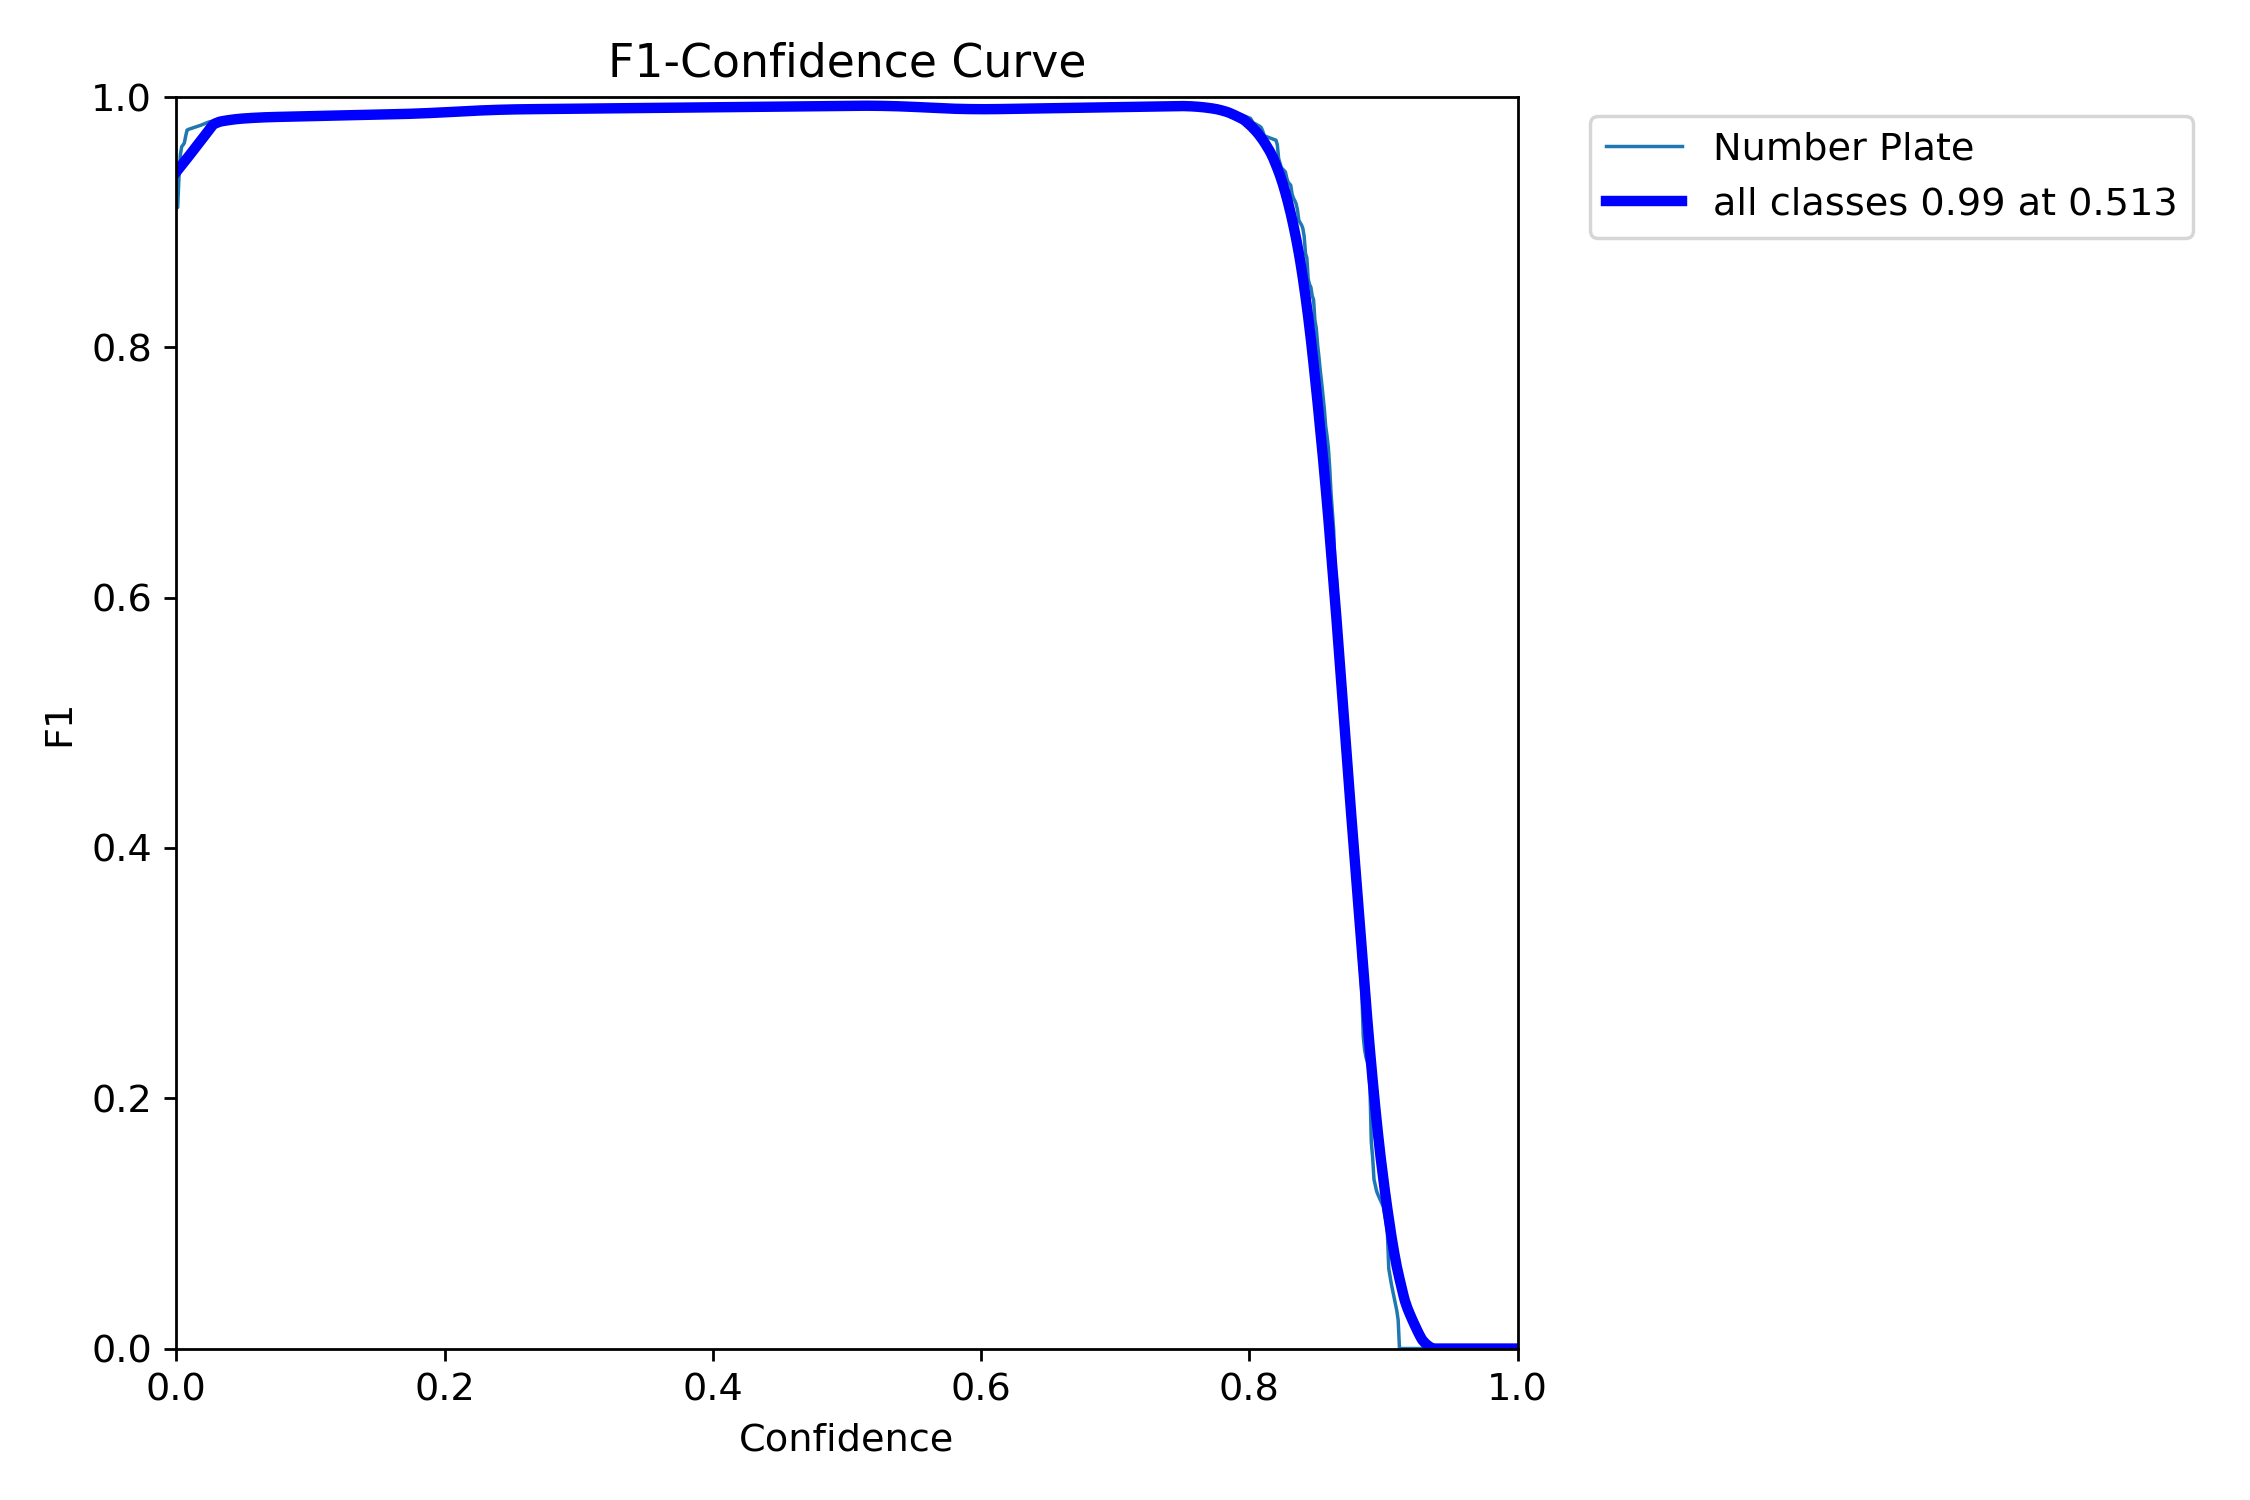 F1-Confidence Curve
1.0
0.8
0.6
0.4
0.2
0.0
F1
0.0 0.2 0.4 0.6 0.8 1.0
Confidence
Number Plate
all classes 0.99 at 0.513